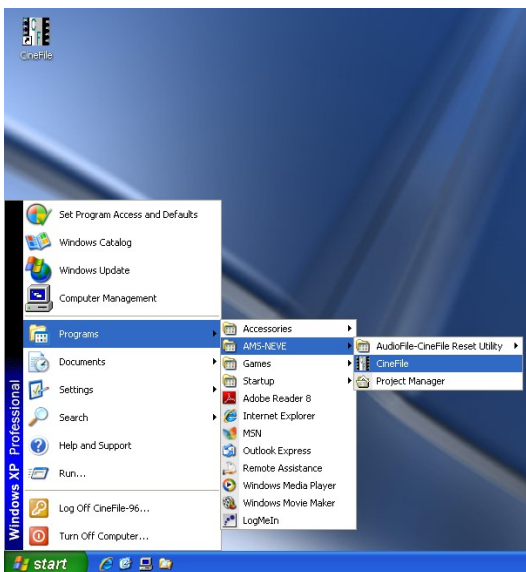 CineFile
Set Program Access and Defaults
Windows Catalog
Windows Update
Computer Management
Programs
Documents
Settings
Search
Help and Support
Run...
Log Off CineFile-96...
Turn Off Computer...
Windows XP Professional
Accessories
AMS-NEVE
Games
Startup
Adobe Reader 8
Internet Explorer
MSN
Outlook Express
Remote Assistance
Windows Media Player
Windows Movie Maker
LogMeIn
AudioFile-CineFile Reset Utility
CineFile
Project Manager
start